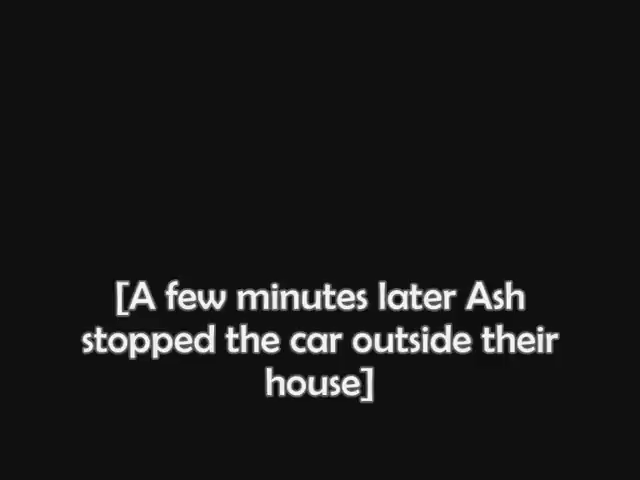 [A few minutes later Ash
stopped the car outside their
house]